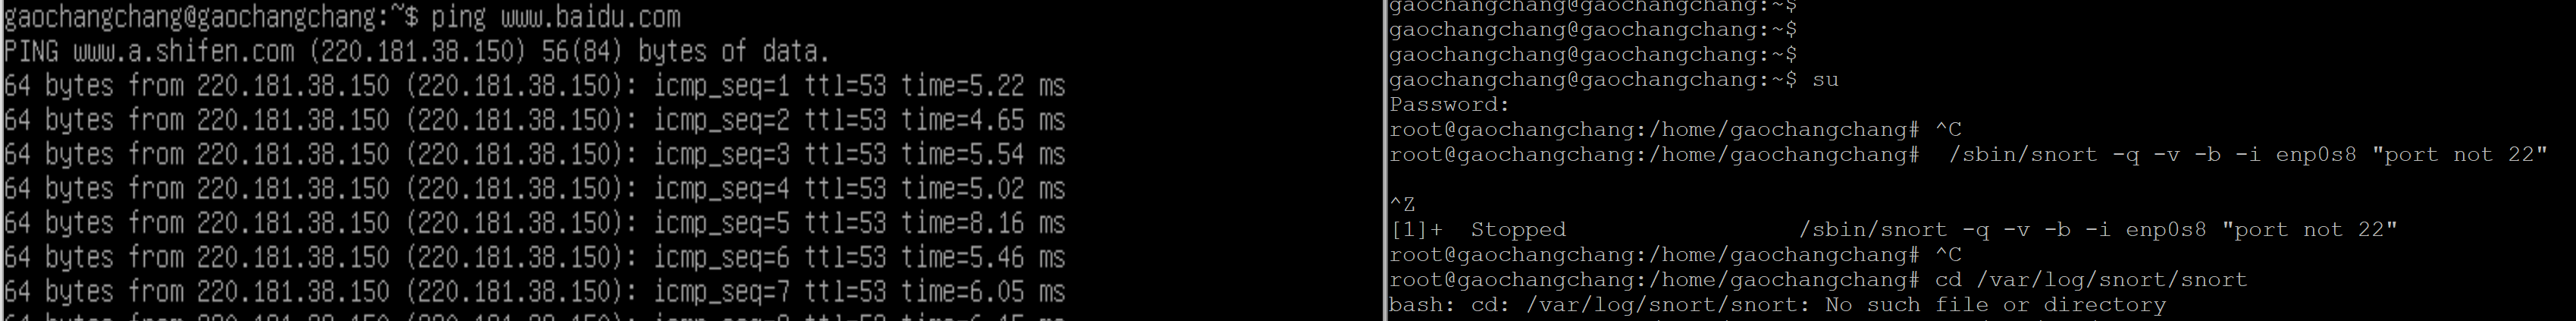 gaochangchang@gaochangchang:~$ ping www.baidu.com
PING www.a.shifen.com (220.181.38.150) 56(84) bytes of data.
64 bytes from 220.181.38.150 (220.181.38.150): icmp_seq=1 ttl=53 time=5.22 ms
64 bytes from 220.181.38.150 (220.181.38.150): icmp_seq=2 ttl=53 time=4.65 ms
64 bytes from 220.181.38.150 (220.181.38.150): icmp_seq=3 ttl=53 time=5.54 ms
64 bytes from 220.181.38.150 (220.181.38.150): icmp_seq=4 ttl=53 time=5.02 ms
64 bytes from 220.181.38.150 (220.181.38.150): icmp_seq=5 ttl=53 time=8.16 ms
64 bytes from 220.181.38.150 (220.181.38.150): icmp_seq=6 ttl=53 time=5.46 ms
64 bytes from 220.181.38.150 (220.181.38.150): icmp_seq=7 ttl=53 time=6.05 ms
gaochangchang@gaochangchang:~$
gaochangchang@gaochangchang:~$
gaochangchang@gaochangchang:~$
gaochangchang@gaochangchang:~$ su
Password:
root@gaochangchang:/home/gaochangchang# ^C
root@gaochangchang:/home/gaochangchang#  /sbin/snort -q -v -b -i enp0s8 "port not 22"
^Z
[1]+  Stopped                 /sbin/snort -q -v -b -i enp0s8 "port not 22"
root@gaochangchang:/home/gaochangchang# ^C
root@gaochangchang:/home/gaochangchang# cd /var/log/snort/snort
bash: cd: /var/log/snort/snort: No such file or directory